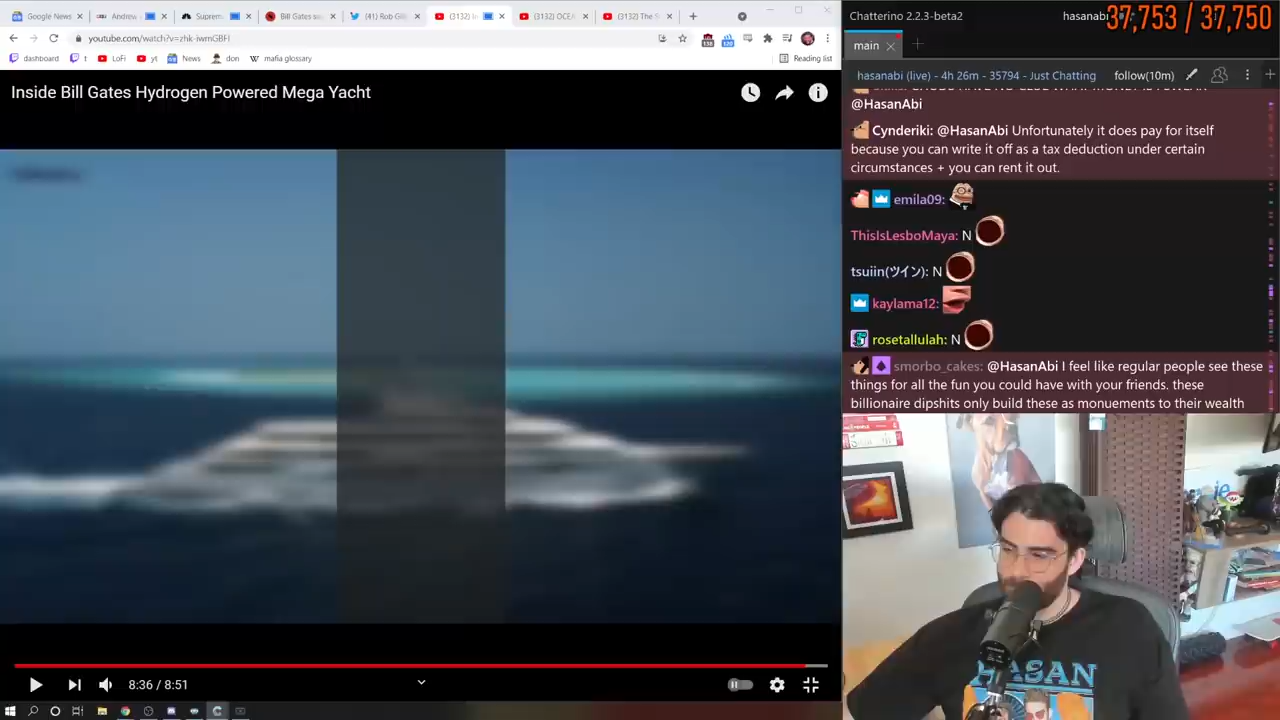 Google News
Andrew
Suprem
Bill Gates say
(41) Rob Gill
(3132) In
(3132) OCE
(3132) The S
youtube.com/watch?v=zhk-iwmGBFI
dashboard
t
LoFi
yt
News
don
mafia glossary
Reading list
Inside Bill Gates Hydrogen Powered Mega Yacht
8:36 / 8:51
Chatterino 2.2.3-beta2
hasanabi
37,753 / 37,750
main
hasanabi (live) - 4h 26m - 35794 - Just Chatting
follow(10m)
@HasanAbi
Cynderiki: @HasanAbi Unfortunately it does pay for itself
because you can write it off as a tax deduction under certain
circumstances + you can rent it out.
emila09:
ThisIsLesboMaya: N
tsuiin(ツイン): N
kaylama12:
rosetallulah: N
smorbo_cakes: @HasanAbi I feel like regular people see these
things for all the fun you could have with your friends. these
billionaire dipshits only build these as monuements to their wealth
ie
HASAN